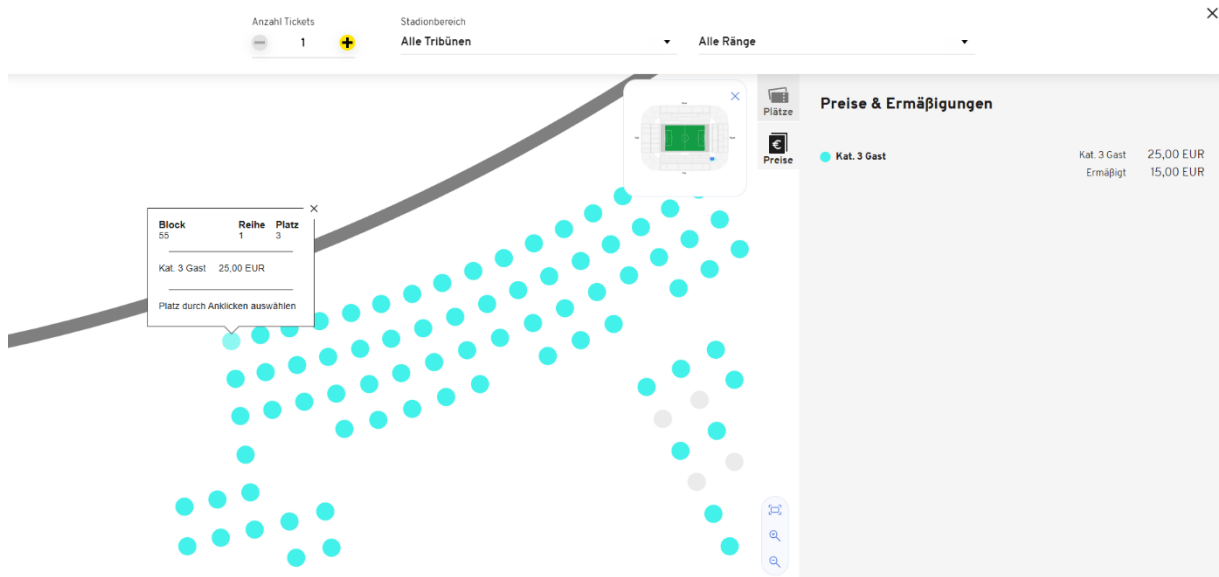 Anzahl Tickets
1
Stadionbereich
Alle Tribünen
Alle Ränge
Plätze
Preise
Preise & Ermäßigungen
Kat. 3 Gast
Kat. 3 Gast 25,00 EUR
Ermäßigt 15,00 EUR
Block Reihe Platz
55 1 3
Kat. 3 Gast 25,00 EUR
Platz durch Anklicken auswählen